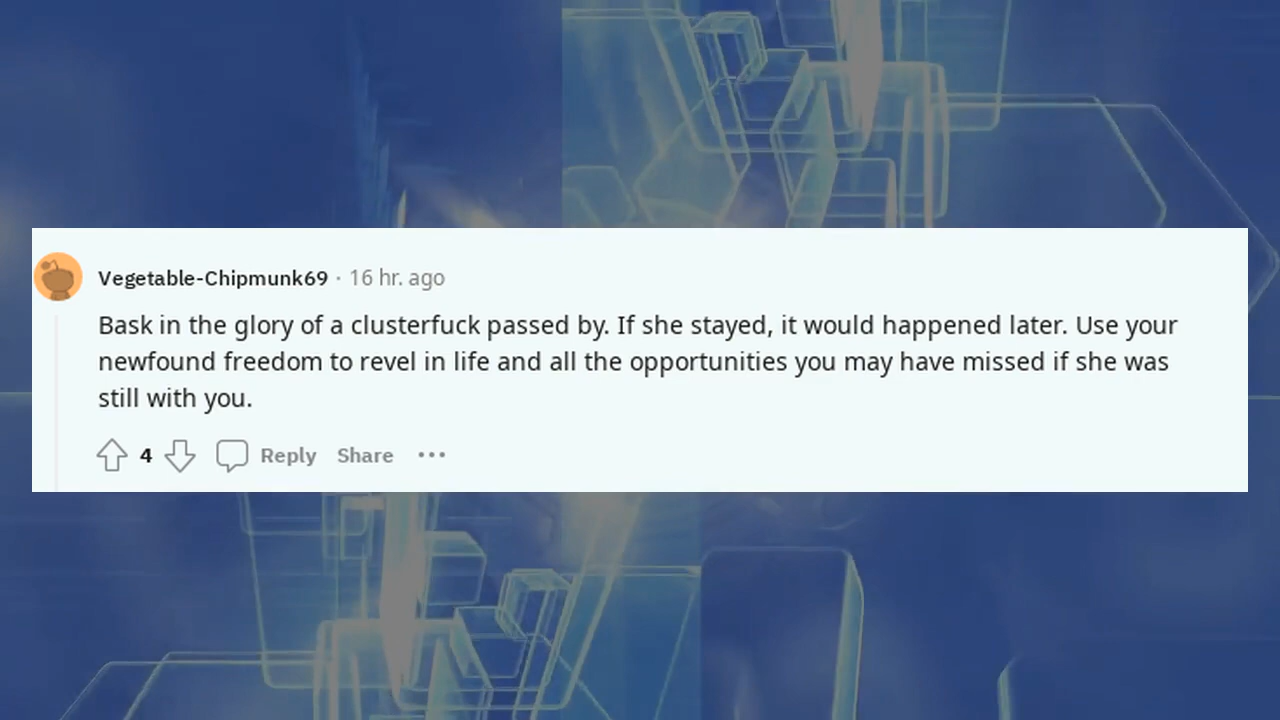 Vegetable-Chipmunk69 · 16 hr. ago
Bask in the glory of a clusterfuck passed by. If she stayed, it would happened later. Use your
newfound freedom to revel in life and all the opportunities you may have missed if she was
still with you.
4 Reply Share ···